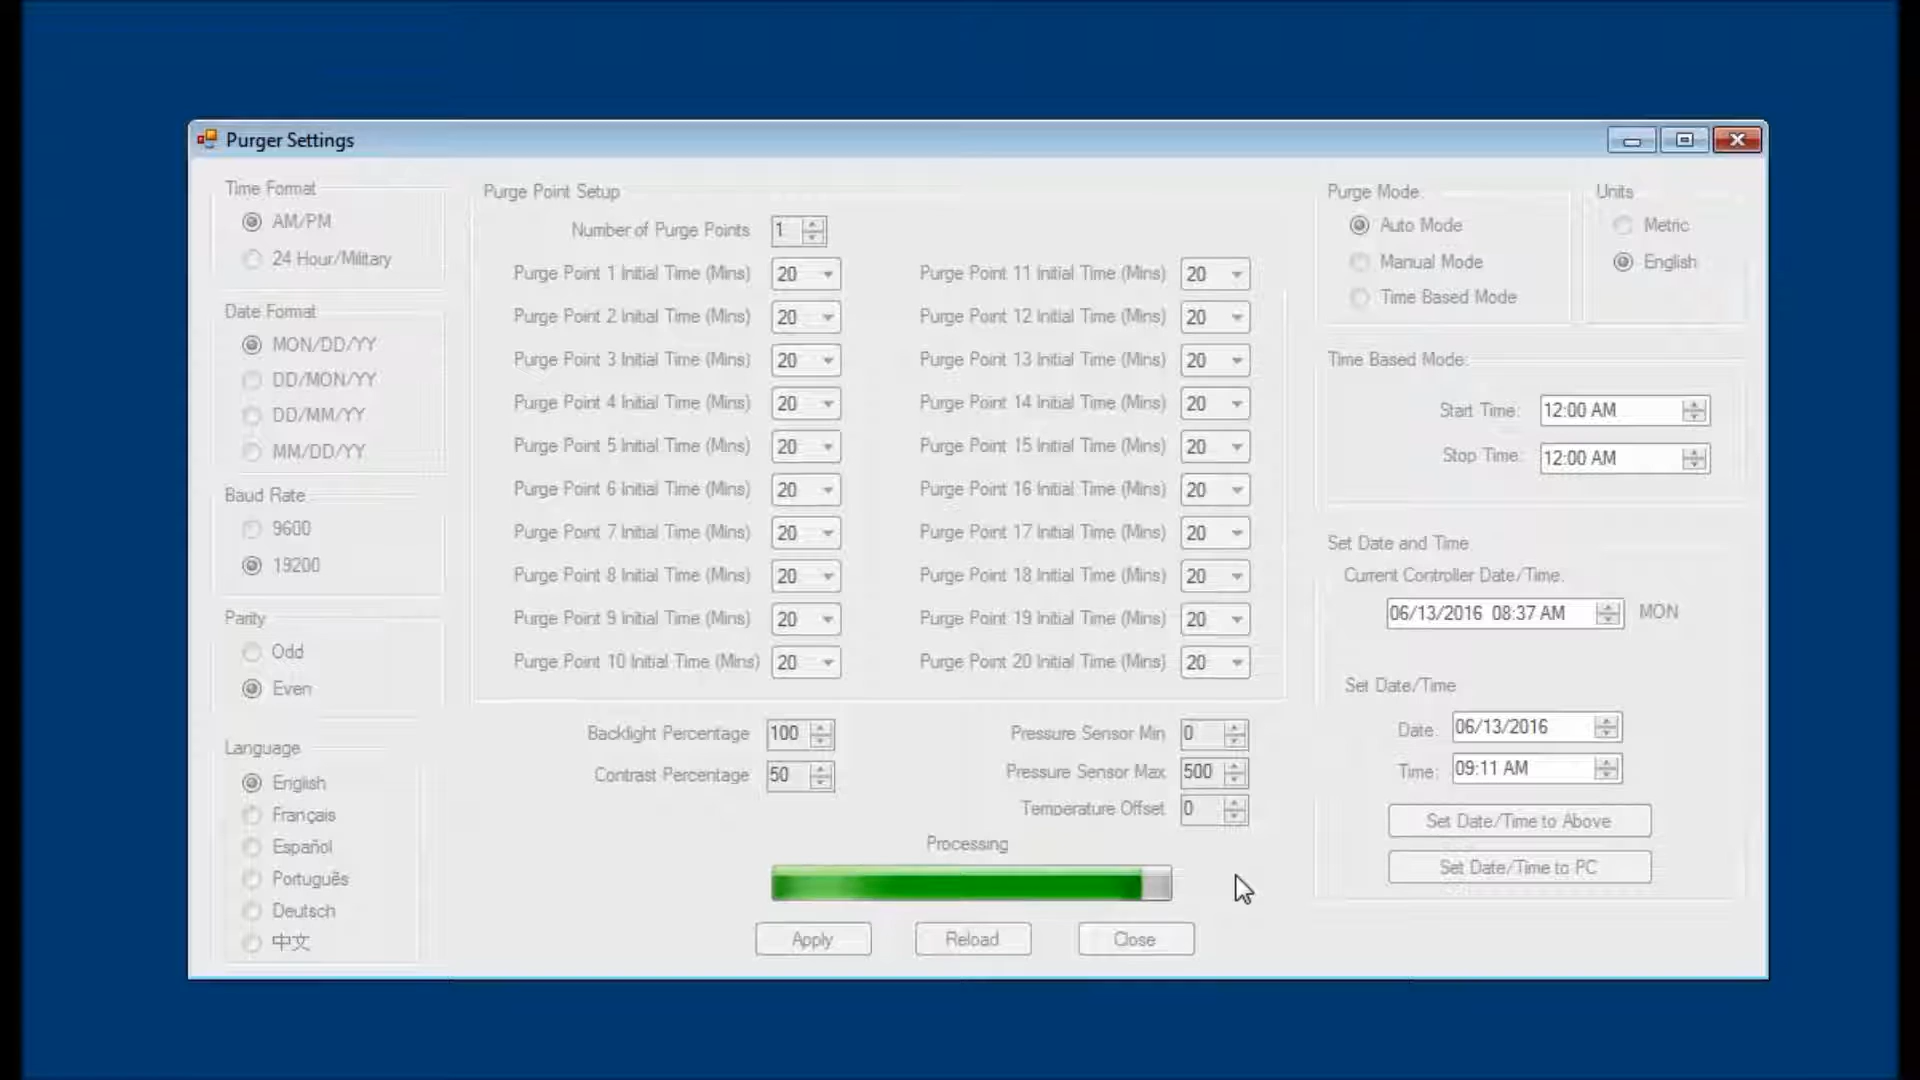 Purger Settings
Time Format
AM/PM
24 Hour/Military
Date Format
MON/DD/YY
DD/MON/YY
DD/MM/YY
MM/DD/YY
Baud Rate
9600
19200
Parity
Odd
Even
Language
English
Français
Español
Português
Deutsch
中文
Purge Point Setup
Number of Purge Points 1
Purge Point 1 Initial Time (Mins) 20
Purge Point 2 Initial Time (Mins) 20
Purge Point 3 Initial Time (Mins) 20
Purge Point 4 Initial Time (Mins) 20
Purge Point 5 Initial Time (Mins) 20
Purge Point 6 Initial Time (Mins) 20
Purge Point 7 Initial Time (Mins) 20
Purge Point 8 Initial Time (Mins) 20
Purge Point 9 Initial Time (Mins) 20
Purge Point 10 Initial Time (Mins) 20
Purge Point 11 Initial Time (Mins) 20
Purge Point 12 Initial Time (Mins) 20
Purge Point 13 Initial Time (Mins) 20
Purge Point 14 Initial Time (Mins) 20
Purge Point 15 Initial Time (Mins) 20
Purge Point 16 Initial Time (Mins) 20
Purge Point 17 Initial Time (Mins) 20
Purge Point 18 Initial Time (Mins) 20
Purge Point 19 Initial Time (Mins) 20
Purge Point 20 Initial Time (Mins) 20
Backlight Percentage 100
Contrast Percentage 50
Pressure Sensor Min 0
Pressure Sensor Max 500
Temperature Offset 0
Processing
Apply
Reload
Close
Purge Mode
Auto Mode
Manual Mode
Time Based Mode
Units
Metric
English
Time Based Mode:
Start Time: 12:00 AM
Stop Time: 12:00 AM
Set Date and Time
Current Controller Date/Time:
06/13/2016 08:37 AM MON
Set Date/Time
Date: 06/13/2016
Time: 09:11 AM
Set Date/Time to Above
Set Date/Time to PC